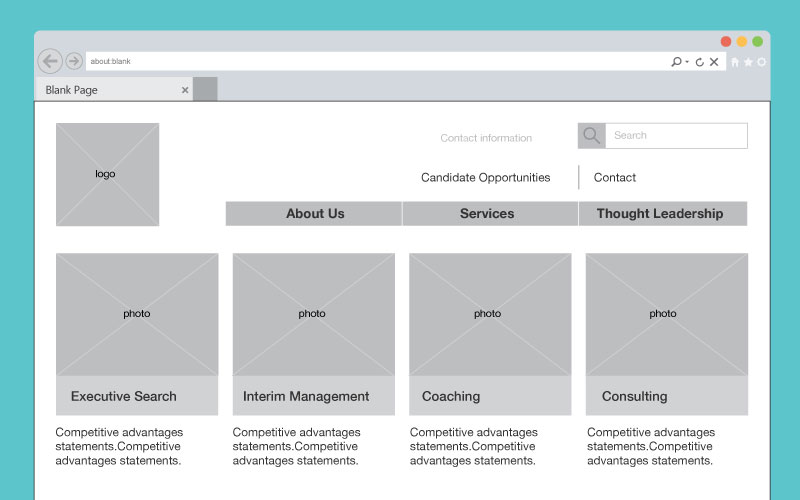 about:blank
Blank Page
logo
Contact information
Search
Candidate Opportunities
Contact
About Us
Services
Thought Leadership
photo
photo
photo
photo
Executive Search
Interim Management
Coaching
Consulting
Competitive advantages
statements.Competitive
advantages statements.
Competitive advantages
statements.Competitive
advantages statements.
Competitive advantages
statements.Competitive
advantages statements.
Competitive advantages
statements.Competitive
advantages statements.